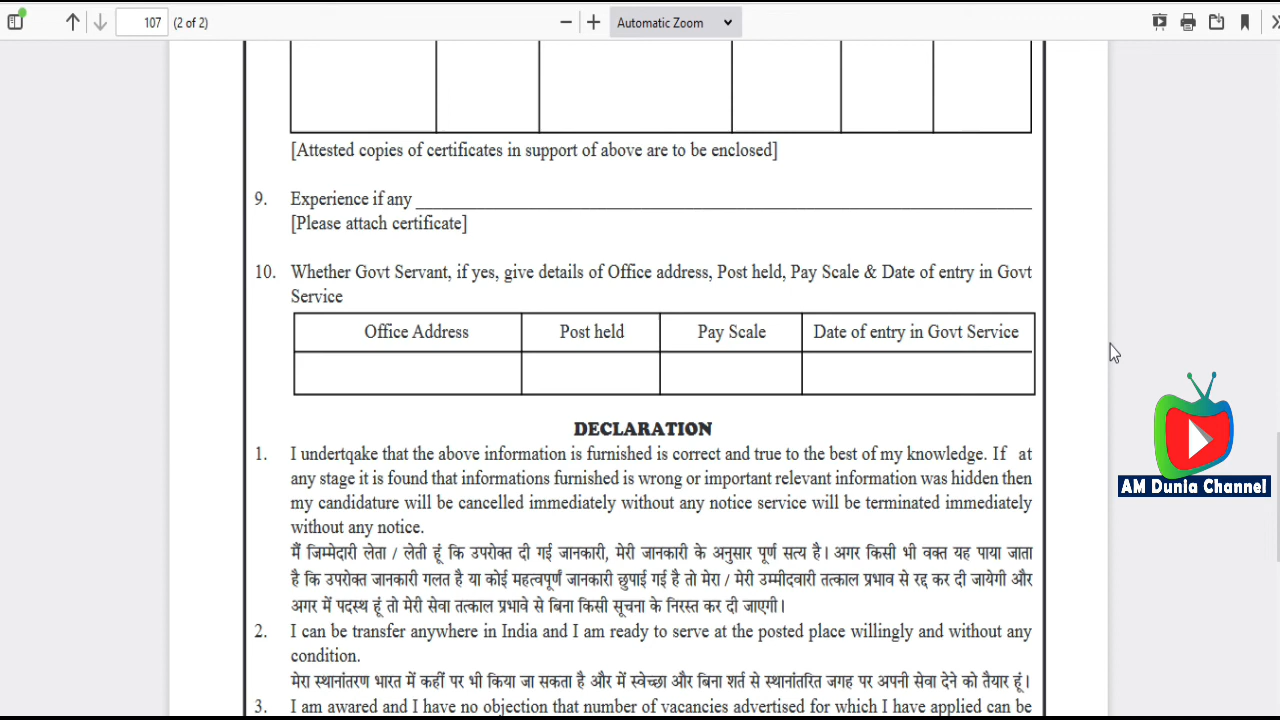 107 (2 of 2) Automatic Zoom
[Attested copies of certificates in support of above are to be enclosed]
9. Experience if any
[Please attach certificate]
10. Whether Govt Servant, if yes, give details of Office address, Post held, Pay Scale & Date of entry in Govt
Service
Office Address Post held Pay Scale Date of entry in Govt Service
DECLARATION
1. I undertqake that the above information is furnished is correct and true to the best of my knowledge. If at
any stage it is found that informations furnished is wrong or important relevant information was hidden then
my candidature will be cancelled immediately without any notice service will be terminated immediately
without any notice.
मैं जिम्मेदारी लेता / लेती हूं कि उपरोक्त दी गई जानकारी, मेरी जानकारी के अनुसार पूर्ण सत्य है। अगर किसी भी वक्त यह पाया जाता
है कि उपरोक्त जानकारी गलत है या कोई महत्वपूर्ण जानकारी छुपाई गई है तो मेरा / मेरी उम्मीदवारी तत्काल प्रभाव से रद्द कर दी जायेगी और
अगर में पदस्थ हूं तो मेरी सेवा तत्काल प्रभावे से बिना किसी सूचना के निरस्त कर दी जाएगी।
2. I can be transfer anywhere in India and I am ready to serve at the posted place willingly and without any
condition.
मेरा स्थानांतरण भारत में कहीं पर भी किया जा सकता है और में स्वेच्छा और बिना शर्त से स्थानांतरित जगह पर अपनी सेवा देने को तैयार हूं।
3. I am awared and I have no objection that number of vacancies advertised for which I have applied can be
AM Dunia Channel